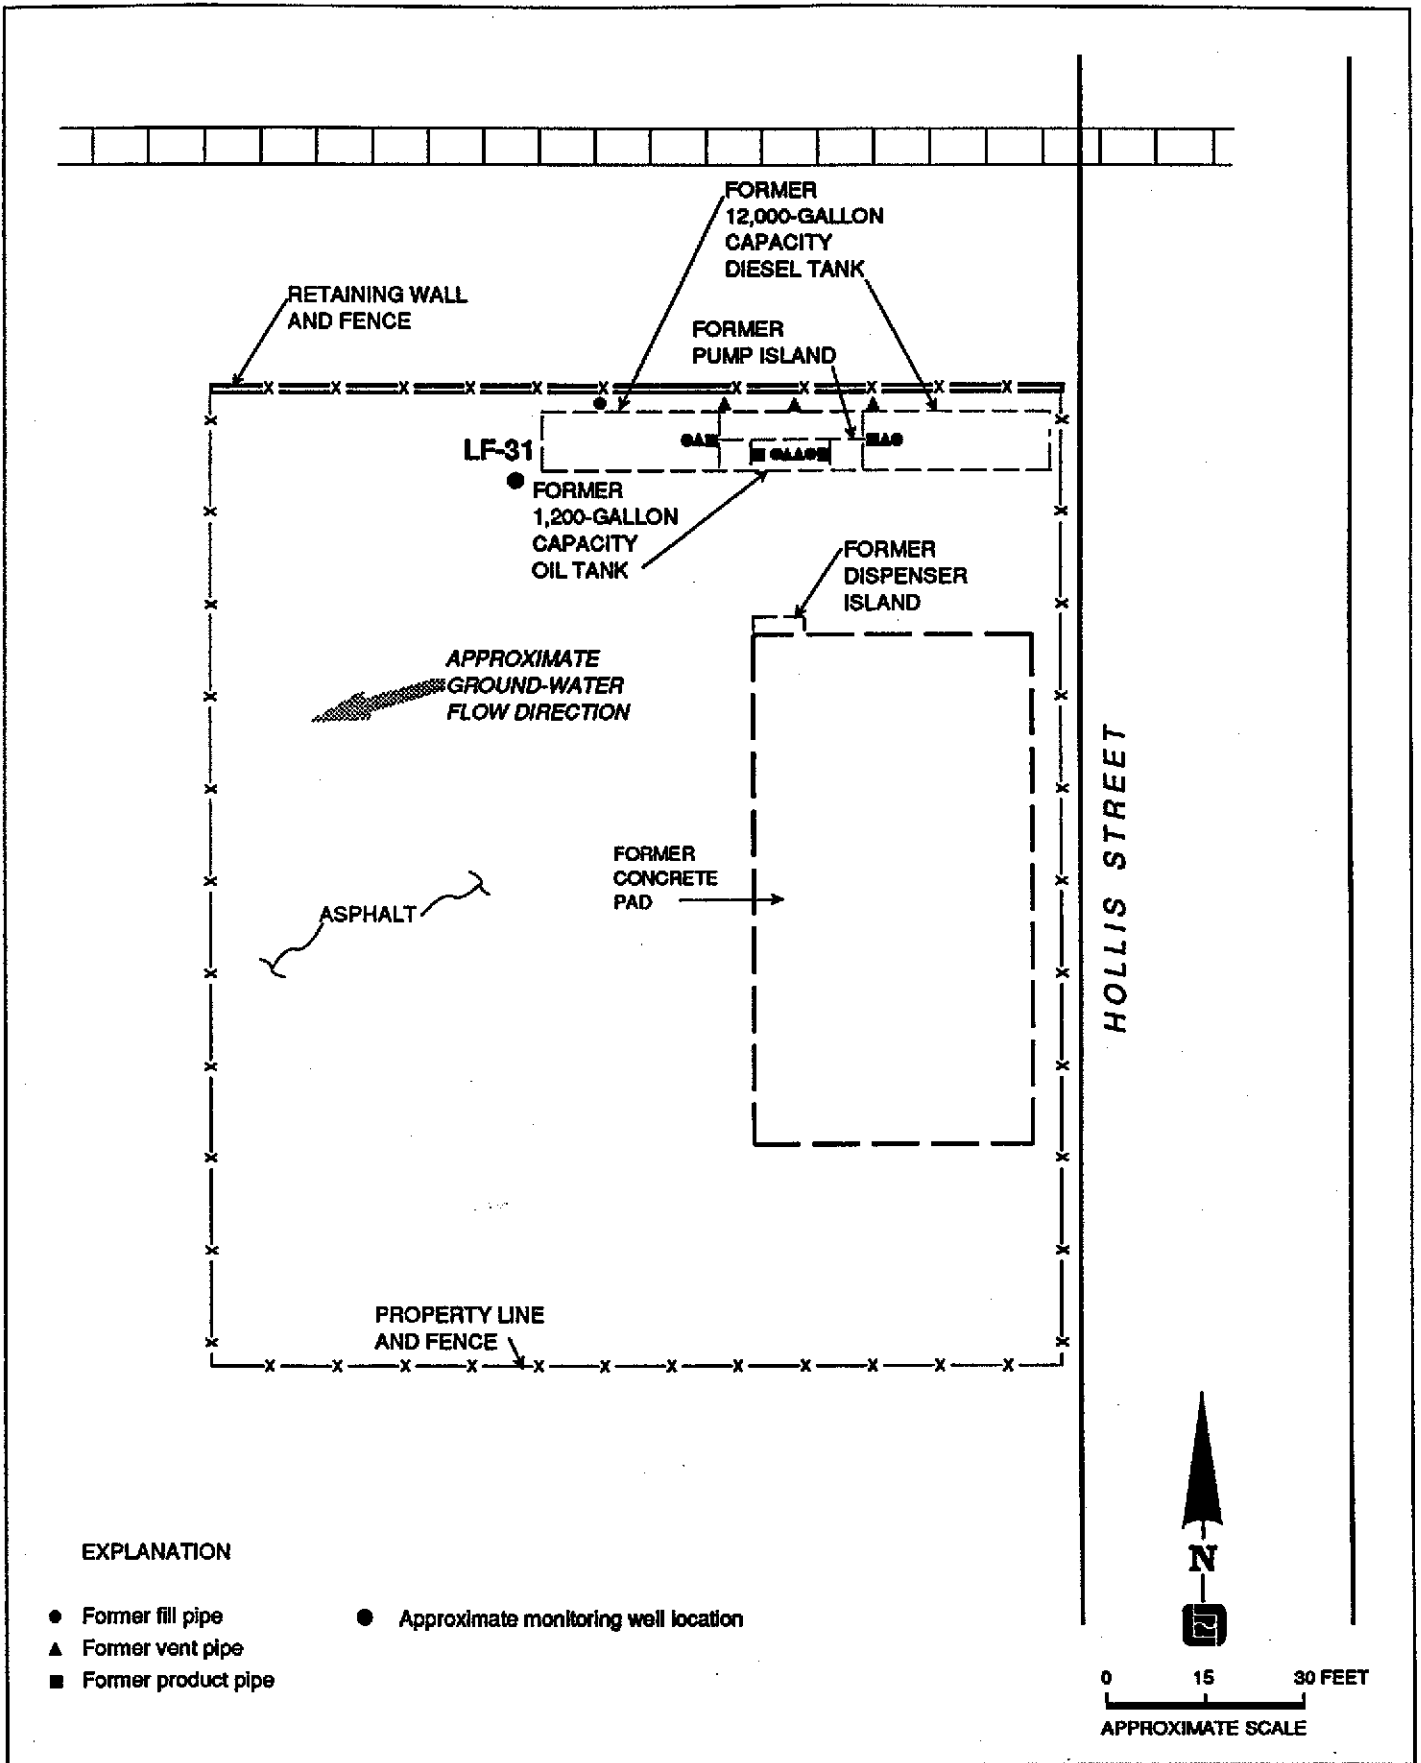 FORMER
12,000-GALLON
CAPACITY
DIESEL TANK
RETAINING WALL
AND FENCE
FORMER
PUMP ISLAND
LF-31
FORMER
1,200-GALLON
CAPACITY
OIL TANK
FORMER
DISPENSER
ISLAND
APPROXIMATE
GROUND-WATER
FLOW DIRECTION
HOLLIS STREET
FORMER
CONCRETE
PAD
ASPHALT
PROPERTY LINE
AND FENCE
N
EXPLANATION
Former fill pipe
Former vent pipe
Former product pipe
Approximate monitoring well location
0 15 30 FEET
APPROXIMATE SCALE